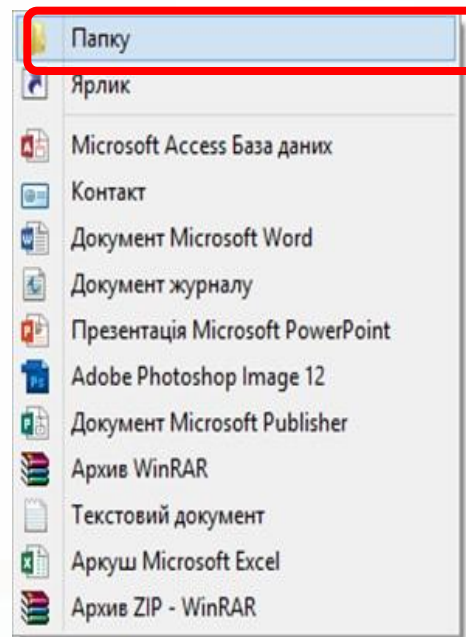 Папку
Ярлик
Microsoft Access База даних
Контакт
Документ Microsoft Word
Документ журналу
Презентація Microsoft PowerPoint
Adobe Photoshop Image 12
Документ Microsoft Publisher
Архив WinRAR
Текстовий документ
Аркуш Microsoft Excel
Архив ZIP - WinRAR